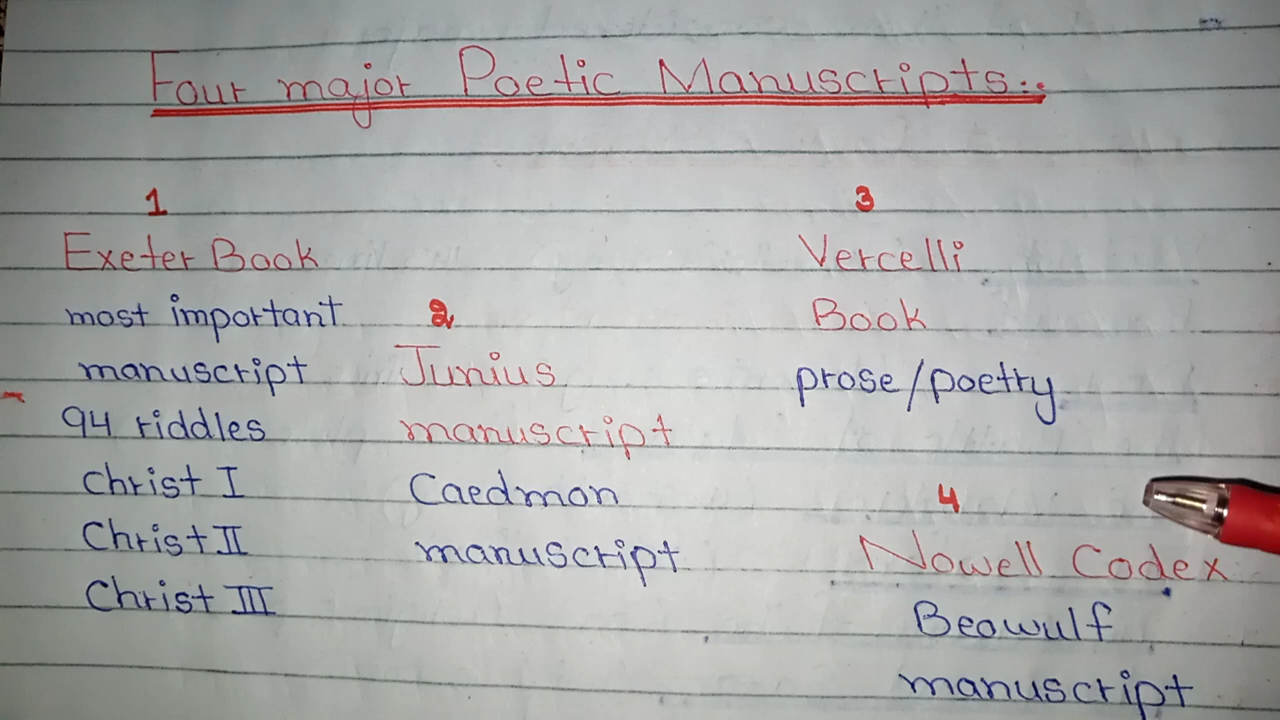 Four major Poetic Manuscripts..
1
Exeter Book
most important
manuscript
94 riddles
Christ I
Christ II
Christ III
2
Junius
manuscript
Caedmon
manuscript
3
Vercelli
Book
prose/poetry
4
Nowell Codex
Beowulf
manuscript